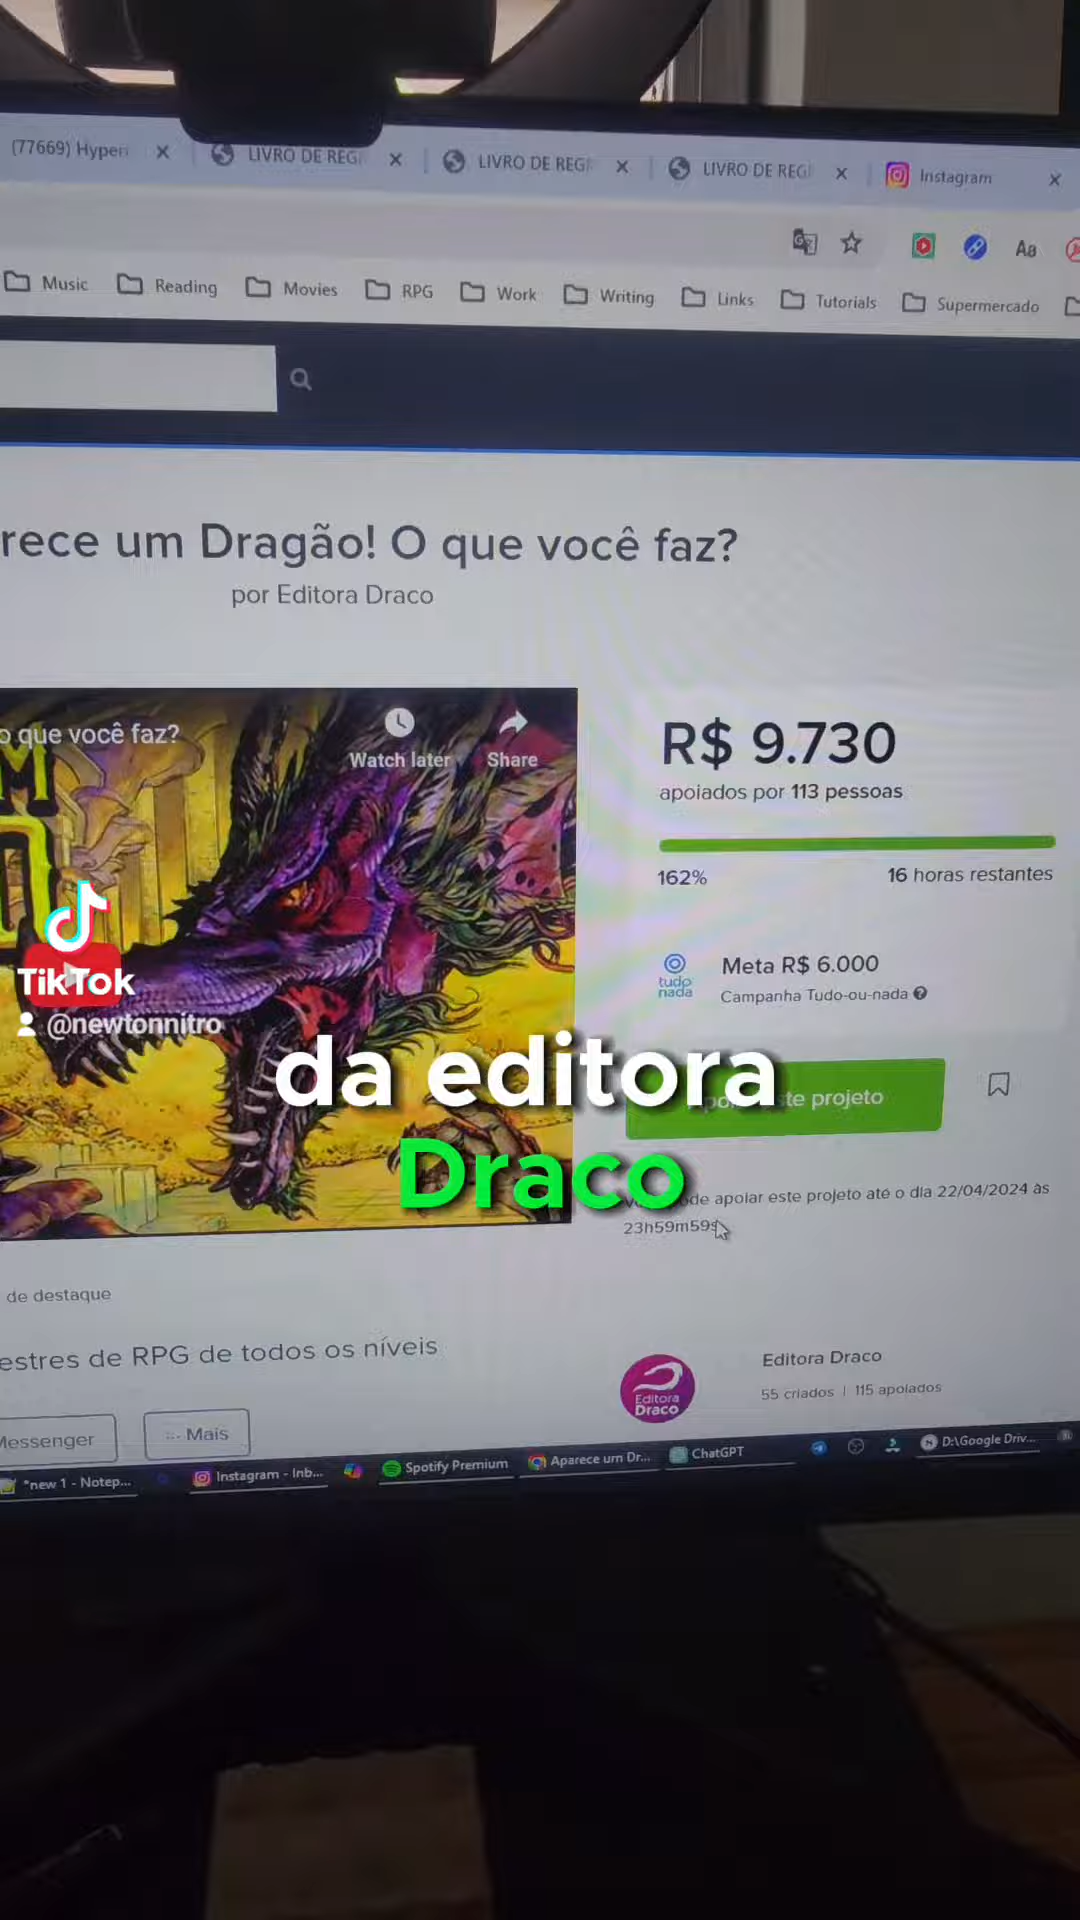 (77669) Hyper
LIVRO DE REGR
LIVRO DE REGR
LIVRO DE REGI
Instagram
Aa
Music
Reading
Movies
RPG
Work
Writing
Links
Tutorials
Supermercado
rece um Dragão! O que você faz?
por Editora Draco
o que você faz?
Watch later
Share
R$ 9.730
apoiados por 113 pessoas
162%
16 horas restantes
tudo
nada
Meta R$ 6.000
Campanha Tudo-ou-nada
TikTok
@newtonnitro
da editora
Draco
te projeto
de apoiar este projeto até o dia 22/04/2024 às
23h59m59s
de destaque
estres de RPG de todos os níveis
Editora
Draco
Editora Draco
55 criados | 115 apoiados
Messenger
Mais
*new 1 - Notep...
Instagram - Inb...
Spotify Premium
Aparece um Dr...
ChatGPT
D:\Google Driv...